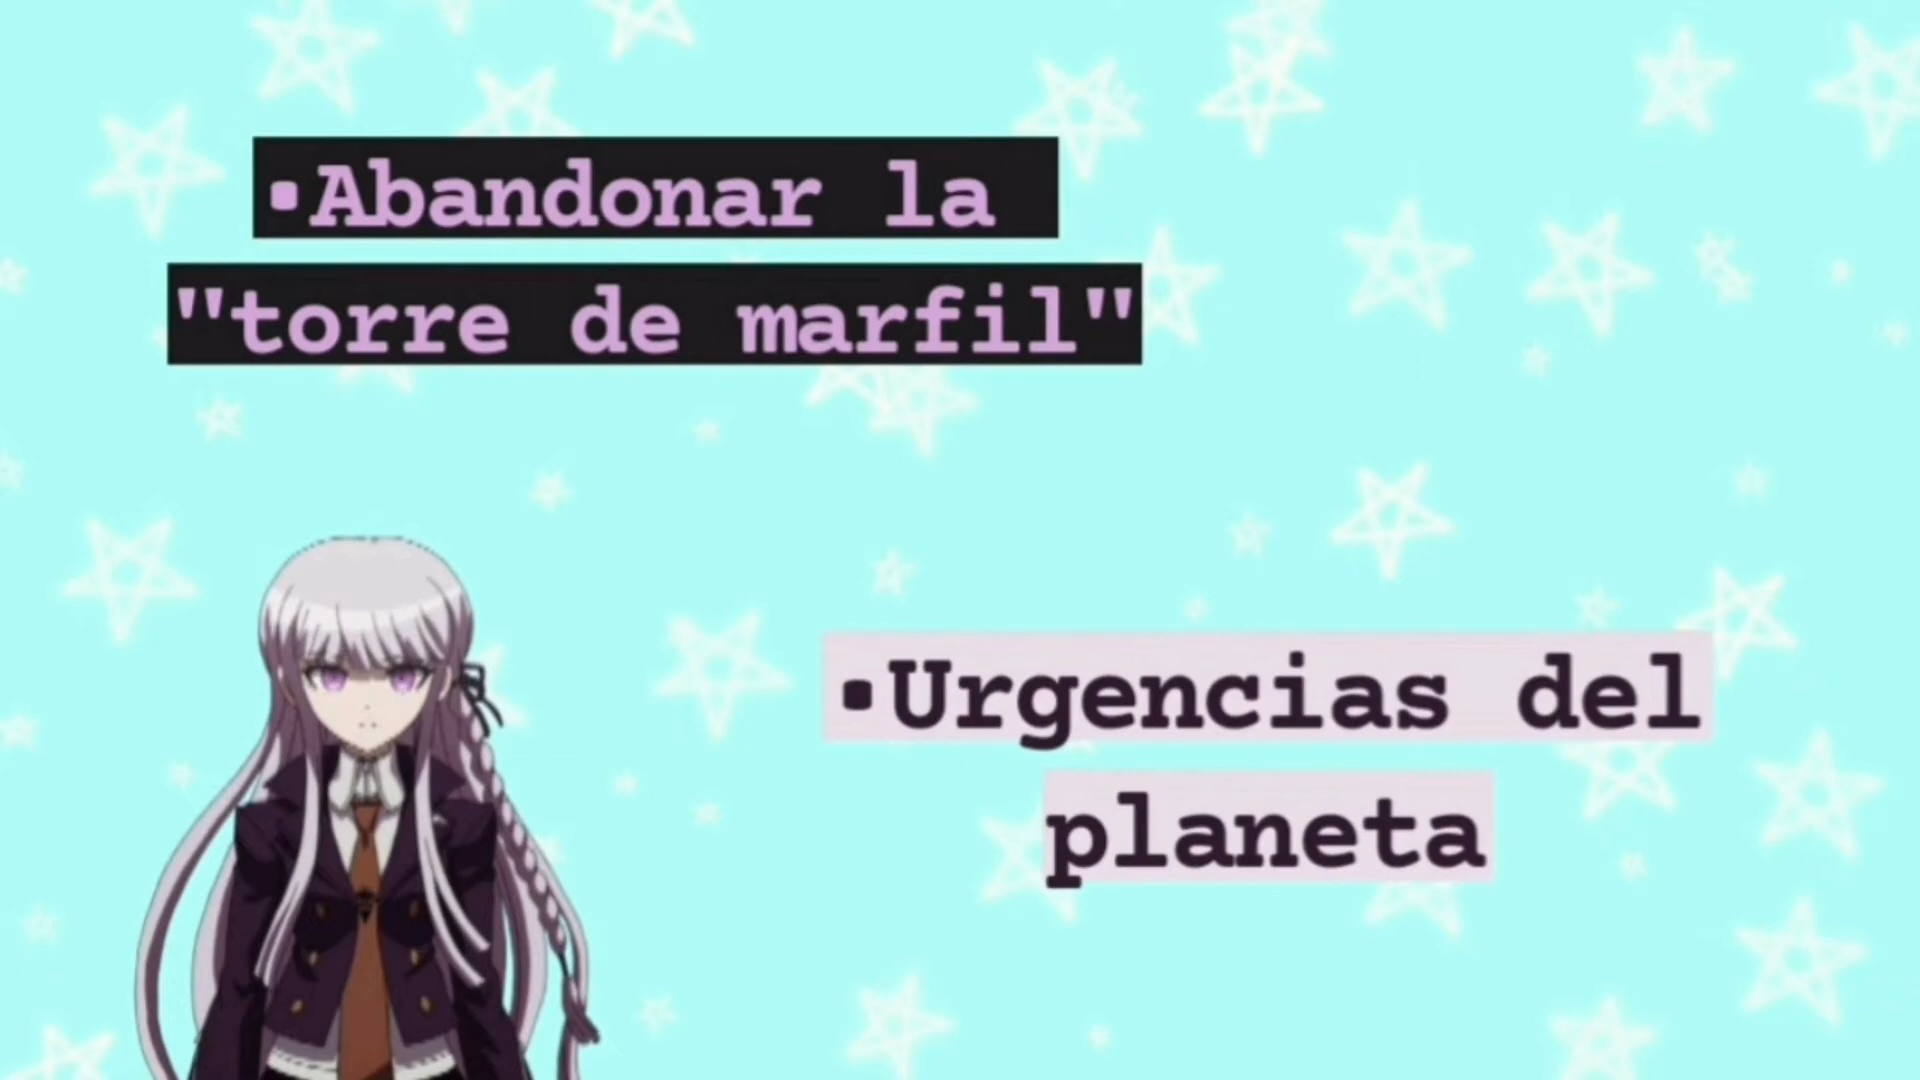 ▪Abandonar la
"torre de marfil"
▪Urgencias del
planeta